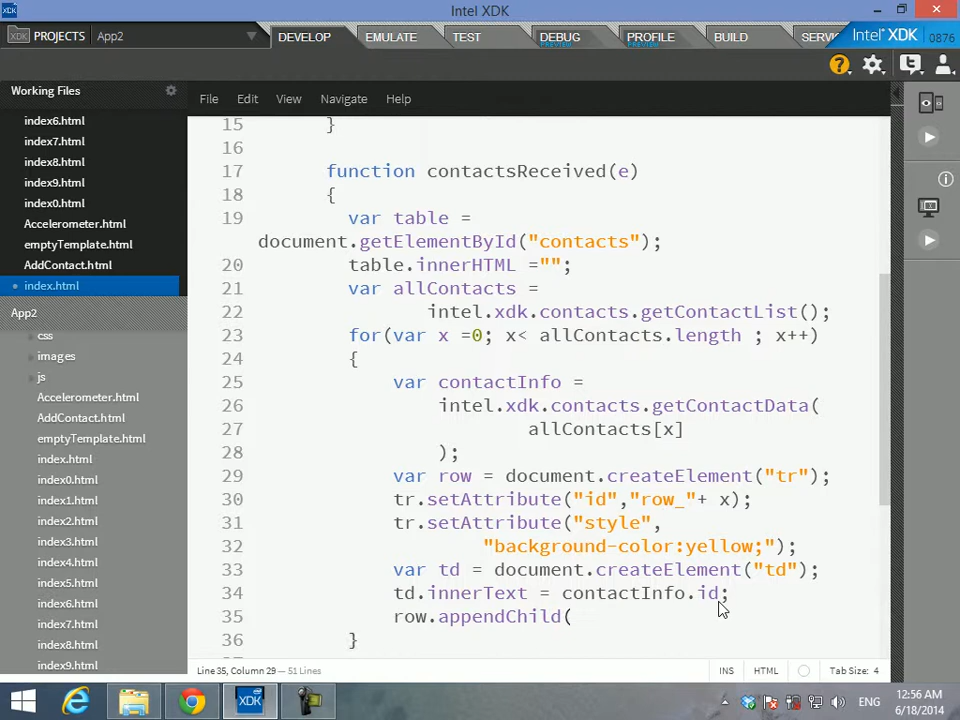 XDK
Intel XDK
PROJECTS App2 DEVELOP EMULATE TEST DEBUG PREVIEW PROFILE PREVIEW BUILD SERV Intel® XDK 0876
Working Files File Edit View Navigate Help
index6.html
index7.html
index8.html
index9.html
index0.html
Accelerometer.html
emptyTemplate.html
AddContact.html
index.html
App2
css
images
js
Accelerometer.html
AddContact.html
emptyTemplate.html
index.html
index0.html
index1.html
index2.html
index3.html
index4.html
index5.html
index6.html
index7.html
index8.html
index9.html
15 }
16
17 function contactsReceived(e)
18 {
19 var table =
document.getElementById("contacts");
20 table.innerHTML ="";
21 var allContacts =
22 intel.xdk.contacts.getContactList();
23 for(var x =0; x< allContacts.length ; x++)
24 {
25 var contactInfo =
26 intel.xdk.contacts.getContactData(
27 allContacts[x]
28 );
29 var row = document.createElement("tr");
30 tr.setAttribute("id","row_"+ x);
31 tr.setAttribute("style",
32 "background-color:yellow;");
33 var td = document.createElement("td");
34 td.innerText = contactInfo.id;
35 row.appendChild(
36 }
Line 35, Column 29 — 51 Lines INS HTML Tab Size: 4
XDK ENG 12:56 AM
6/18/2014